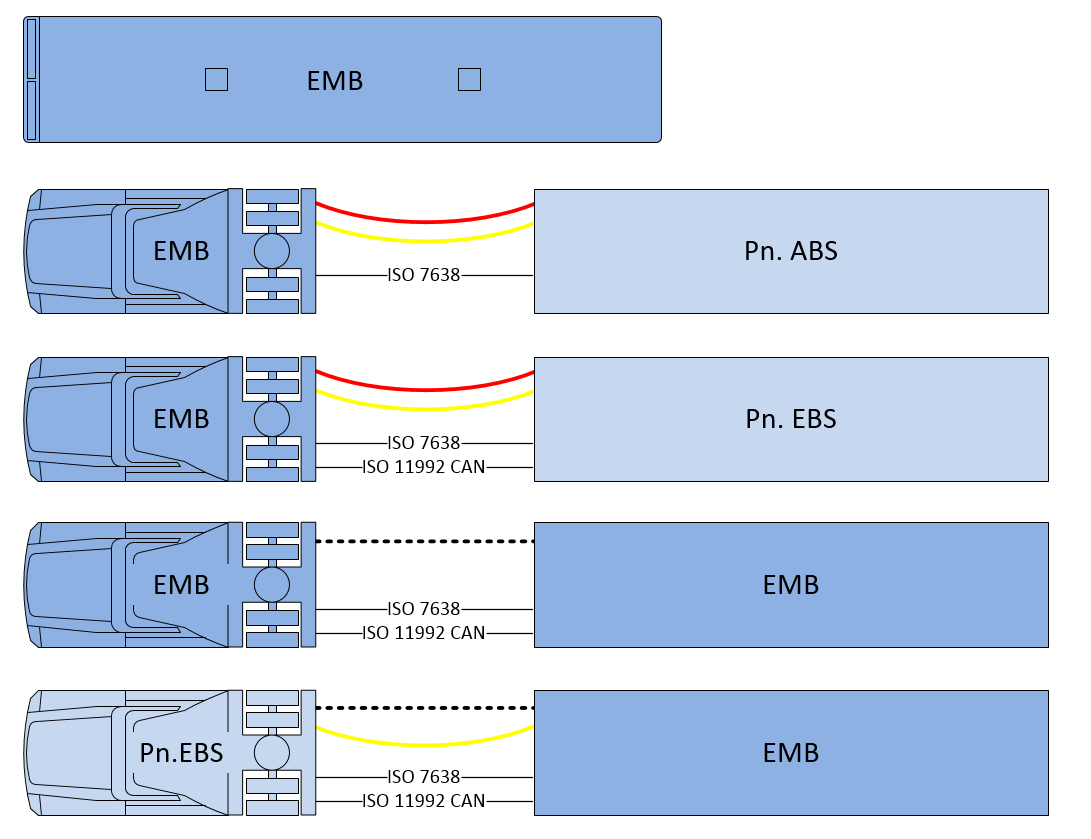 EMB
EMB
ISO 7638
Pn. ABS
EMB
ISO 7638
ISO 11992 CAN
Pn. EBS
EMB
ISO 7638
ISO 11992 CAN
EMB
Pn.EBS
ISO 7638
ISO 11992 CAN
EMB